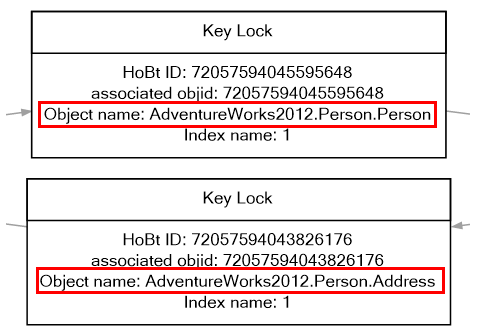 Key Lock
HoBt ID: 72057594045595648
associated objid: 72057594045595648
Object name: AdventureWorks2012.Person.Person
Index name: 1
Key Lock
HoBt ID: 72057594043826176
associated objid: 72057594043826176
Object name: AdventureWorks2012.Person.Address
Index name: 1